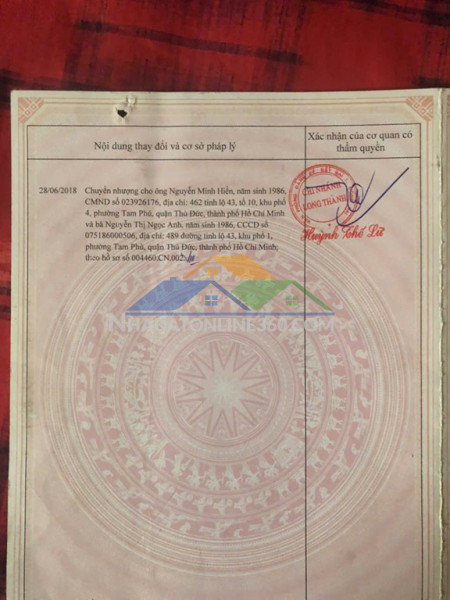 Nội dung thay đổi và cơ sở pháp lý
Xác nhận của cơ quan có
thẩm quyền
28/06/2018 Chuyển nhượng cho ông Nguyễn Minh Hiền, năm sinh 1986,
CMND số 023926176, địa chỉ: 462 tỉnh lộ 43, tổ 10, khu phố
4, phường Tam Phú, quận Thủ Đức, thành phố Hồ Chí Minh
và bà Nguyễn Thị Ngọc Anh, năm sinh 1986, CCCD số
075186000506, địa chỉ: 489 đường tỉnh lộ 43, khu phố 1,
phường Tam Phú, quận Thủ Đức, thành phố Hồ Chí Minh;
theo hồ sơ số 004460.CN.002
CHI NHÁNH
LONG THÀNH
Huỳnh Chế Lữ
NHADATONLINE360.COM